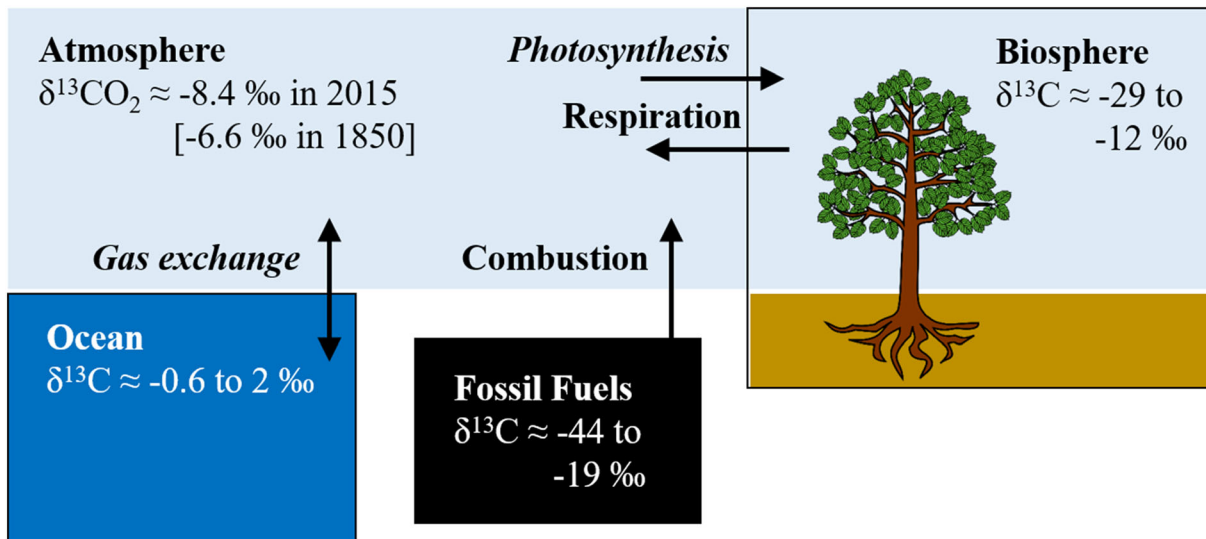 Atmosphere
δ¹³CO₂ ≈ -8.4 ‰ in 2015
[-6.6 ‰ in 1850]
Photosynthesis
Respiration
Biosphere
δ¹³C ≈ -29 to
-12 ‰
Gas exchange
Combustion
Ocean
δ¹³C ≈ -0.6 to 2 ‰
Fossil Fuels
δ¹³C ≈ -44 to
-19 ‰